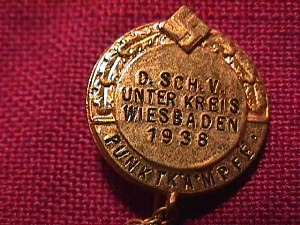 D. SCH. V.
UNTER KREIS
WIESBADEN
1938
PUNKTKÄMPFE